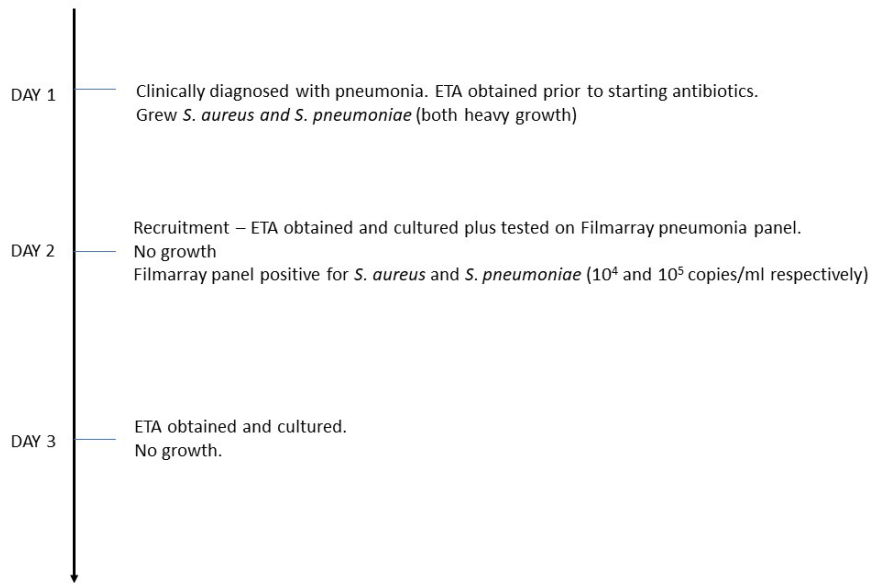 DAY 1
Clinically diagnosed with pneumonia. ETA obtained prior to starting antibiotics.
Grew S. aureus and S. pneumoniae (both heavy growth)
DAY 2
Recruitment – ETA obtained and cultured plus tested on Filmarray pneumonia panel.
No growth
Filmarray panel positive for S. aureus and S. pneumoniae (10⁴ and 10⁵ copies/ml respectively)
DAY 3
ETA obtained and cultured.
No growth.